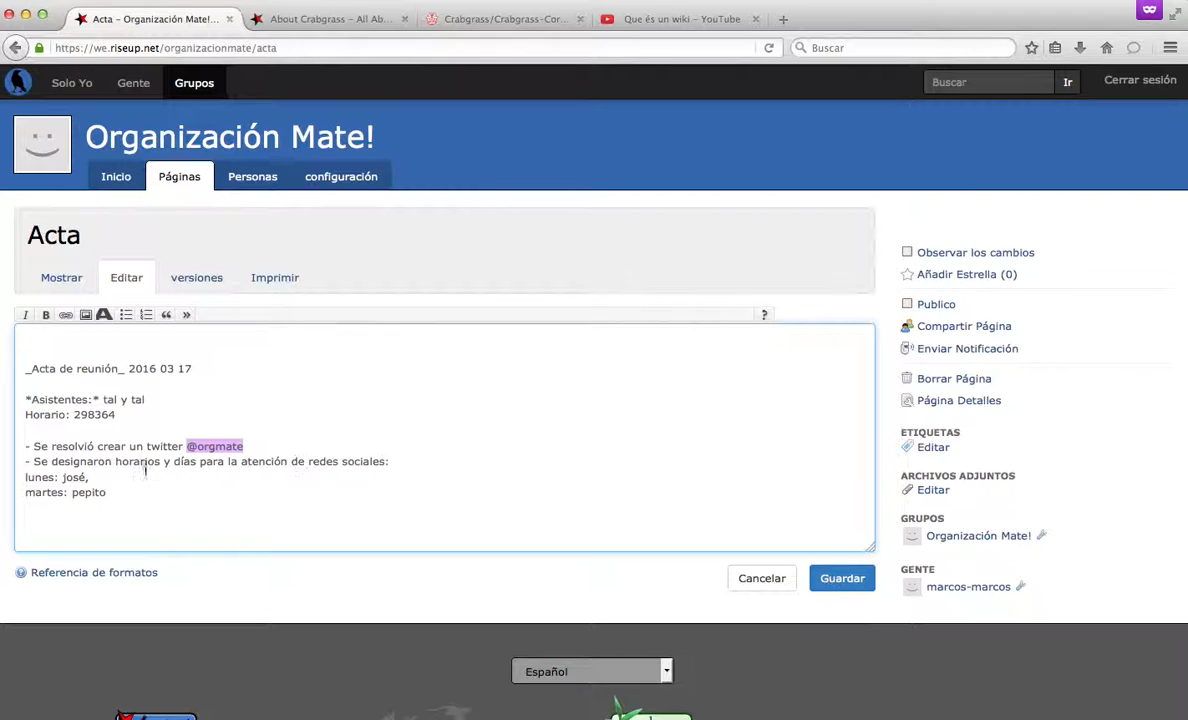 Acta – Organización Mate!...
About Crabgrass – All Ab...
Crabgrass/Crabgrass-Cor...
Que és un wiki – YouTube
https://we.riseup.net/organizacionmate/acta
Buscar
Solo Yo
Gente
Grupos
Buscar
Ir
Cerrar sesión
Organización Mate!
Inicio
Páginas
Personas
configuración
Acta
Mostrar
Editar
versiones
Imprimir
I B A “ » ?
_Acta de reunión_ 2016 03 17
*Asistentes:* tal y tal
Horario: 298364
- Se resolvió crear un twitter @orgmate
- Se designaron horarios y días para la atención de redes sociales:
lunes: josé,
martes: pepito
Referencia de formatos
Cancelar
Guardar
Observar los cambios
Añadir Estrella (0)
Publico
Compartir Página
Enviar Notificación
Borrar Página
Página Detalles
ETIQUETAS
Editar
ARCHIVOS ADJUNTOS
Editar
GRUPOS
Organización Mate!
GENTE
marcos-marcos
Español